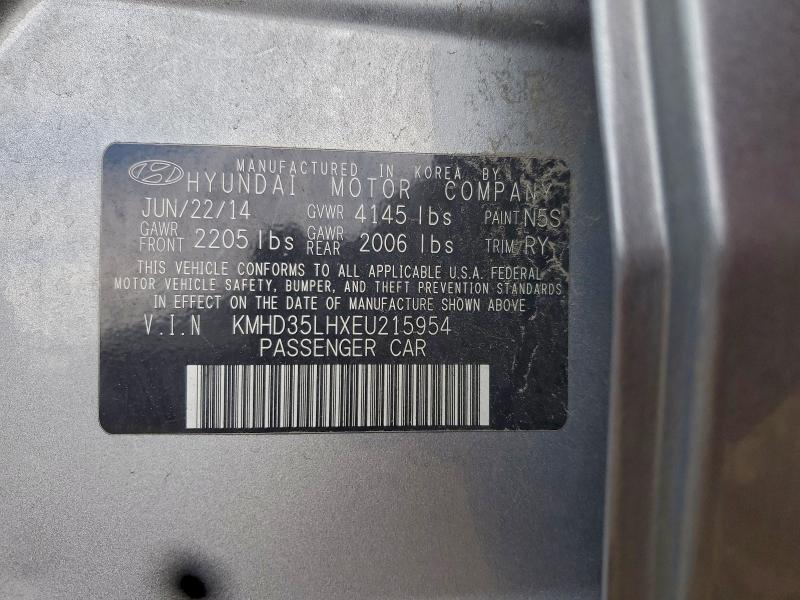 MANUFACTURED IN KOREA BY
HYUNDAI MOTOR COMPANY
JUN/22/14 GVWR 4145 lbs PAINT N5S
GAWR FRONT 2205 lbs GAWR REAR 2006 lbs TRIM RY
THIS VEHICLE CONFORMS TO ALL APPLICABLE U.S.A. FEDERAL
MOTOR VEHICLE SAFETY, BUMPER, AND THEFT PREVENTION STANDARDS
IN EFFECT ON THE DATE OF MANUFACTURE SHOWN ABOVE
V.I.N KMHD35LHXEU215954
PASSENGER CAR